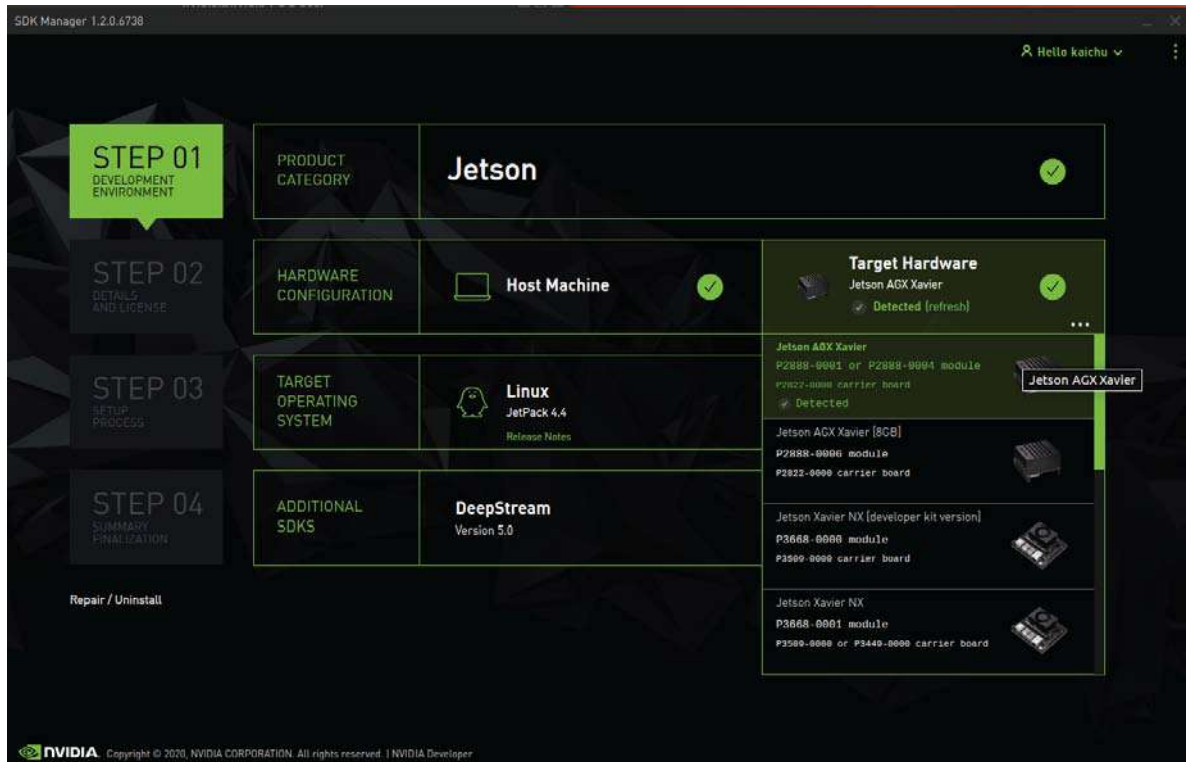 SDK Manager 1.2.0.6738
Hello kaichu
STEP 01
DEVELOPMENT
ENVIRONMENT
PRODUCT
CATEGORY
Jetson
STEP 02
DETAILS
AND LICENSE
HARDWARE
CONFIGURATION
Host Machine
Target Hardware
Jetson AGX Xavier
Detected (refresh)
...
Jetson AGX Xavier
P2888-0001 or P2888-0004 module
P2822-0000 carrier board
Detected
Jetson AGX Xavier
STEP 03
SETUP
PROCESS
TARGET
OPERATING
SYSTEM
Linux
JetPack 4.4
Release Notes
Jetson AGX Xavier [8GB]
P2888-0006 module
P2822-0000 carrier board
STEP 04
SUMMARY
FINALIZATION
ADDITIONAL
SDKS
DeepStream
Version 5.0
Jetson Xavier NX [developer kit version]
P3668-0000 module
P3509-0000 carrier board
Jetson Xavier NX
P3668-0001 module
P3509-0000 or P3449-0000 carrier board
Repair / Uninstall
NVIDIA. Copyright © 2020, NVIDIA CORPORATION. All rights reserved. | NVIDIA Developer